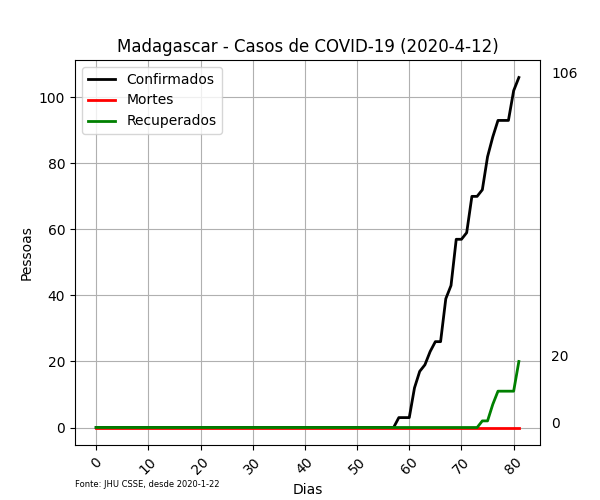 Madagascar - Casos de COVID-19 (2020-4-12)
Confirmados
Mortes
Recuperados
106
20
0
Pessoas
100
80
60
40
20
0
0
10
20
30
40
50
60
70
80
Dias
Fonte: JHU CSSE, desde 2020-1-22